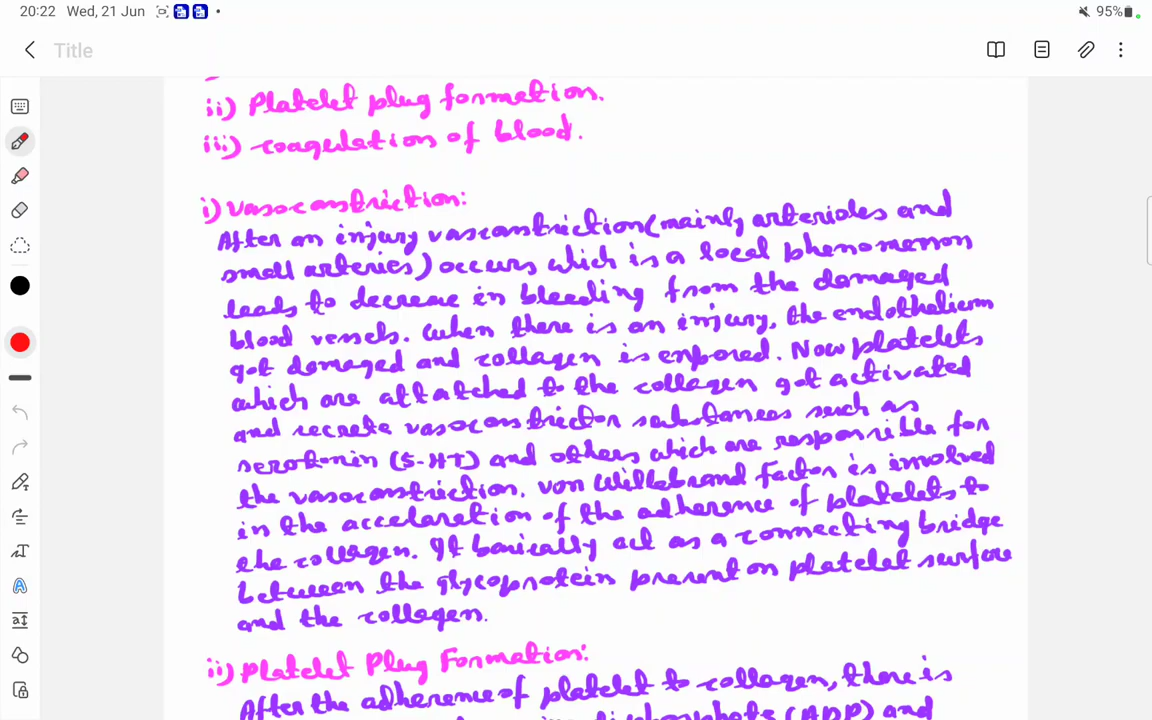 20:22 Wed, 21 Jun 95%
Title
ii) Platelet plug formation.
iii) coagulation of blood.
i) vasoconstriction:
After an injury vasconstriction (mainly arterioles and
small arteries) occurs which is a local phenomenon
leads to decrease in bleeding from the damaged
blood vessels. When there is an injury, the endothelium
got damaged and collagen is exposed. Now platelets
which are attatched to the collagen got activated
and secrete vasoconstrictor substances such as
serotonin (5-HT) and others which are responsible for
the vasoconstriction. von Willebrand factor is involved
in the accelaration of the adherence of platelets to
the collagen. It basically act as a connecting bridge
between the glycoprotein present on platelet surface
and the collagen.
ii) Platelet Plug Formation:
After the adherence of platelet to collagen, there is
(ADP) and